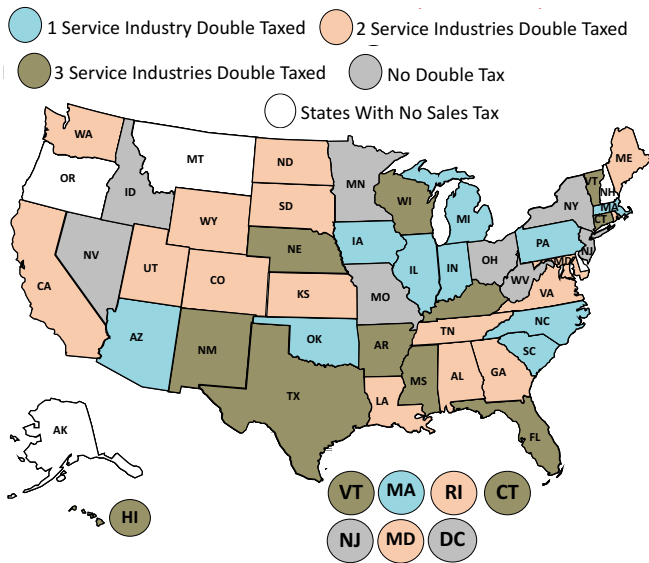 1 Service Industry Double Taxed
2 Service Industries Double Taxed
3 Service Industries Double Taxed
No Double Tax
States With No Sales Tax
WA
MT
ND
MN
ME
OR
ID
SD
WI
MI
VT
NH
NY
MA
CT
WY
NE
IA
PA
NJ
NV
UT
CO
IL
IN
OH
MD
WV
VA
CA
KS
MO
AZ
NM
OK
AR
TN
NC
SC
TX
LA
MS
AL
GA
FL
AK
HI
VT
MA
RI
CT
NJ
MD
DC